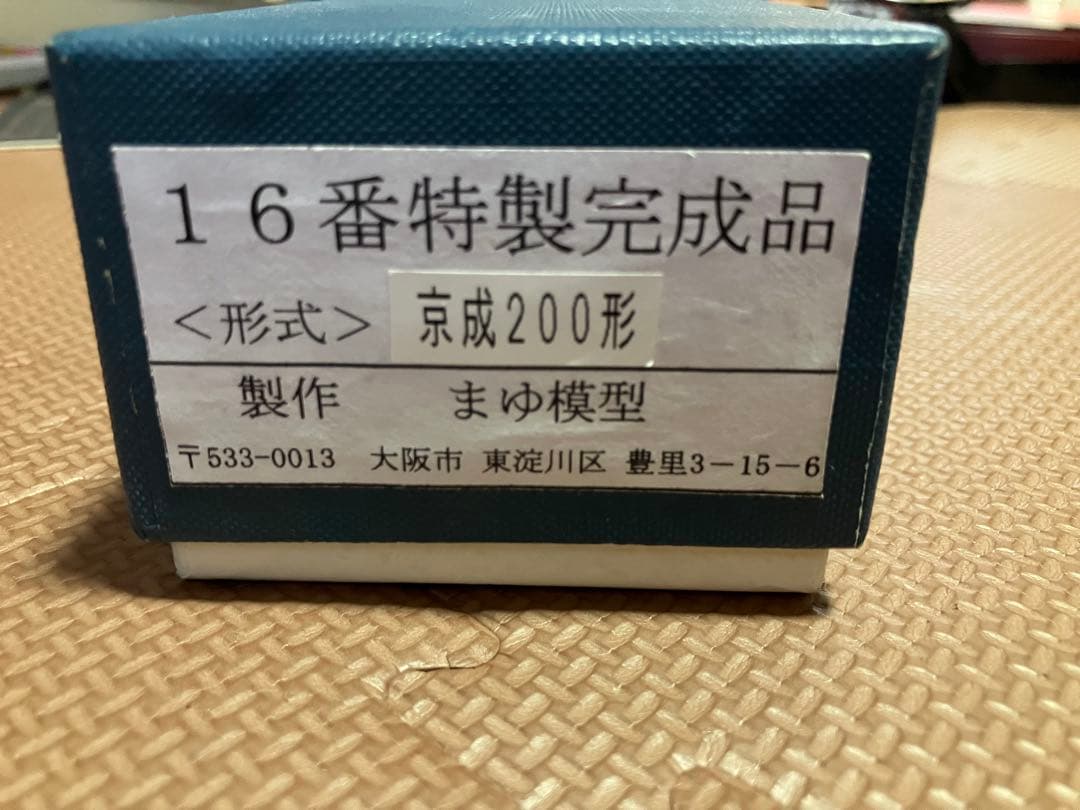 １６番特製完成品
＜形式＞ 京成200形
製作 まゆ模型
〒533-0013 大阪市 東淀川区 豊里3－15－6